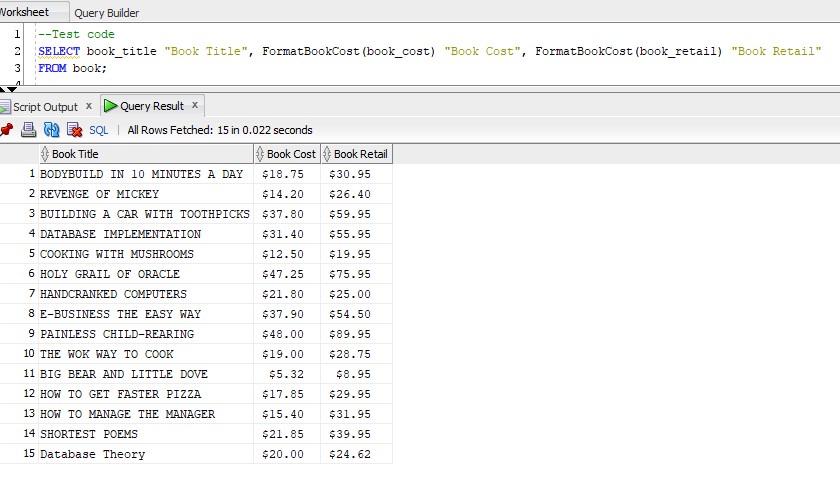 Worksheet Query Builder
1 --Test code
2 SELECT book_title "Book Title", FormatBookCost(book_cost) "Book Cost", FormatBookCost(book_retail) "Book Retail"
3 FROM book;
4
Script Output x Query Result x
SQL | All Rows Fetched: 15 in 0.022 seconds
Book Title Book Cost Book Retail
1 BODYBUILD IN 10 MINUTES A DAY $18.75 $30.95
2 REVENGE OF MICKEY $14.20 $26.40
3 BUILDING A CAR WITH TOOTHPICKS $37.80 $59.95
4 DATABASE IMPLEMENTATION $31.40 $55.95
5 COOKING WITH MUSHROOMS $12.50 $19.95
6 HOLY GRAIL OF ORACLE $47.25 $75.95
7 HANDCRANKED COMPUTERS $21.80 $25.00
8 E-BUSINESS THE EASY WAY $37.90 $54.50
9 PAINLESS CHILD-REARING $48.00 $89.95
10 THE WOK WAY TO COOK $19.00 $28.75
11 BIG BEAR AND LITTLE DOVE $5.32 $8.95
12 HOW TO GET FASTER PIZZA $17.85 $29.95
13 HOW TO MANAGE THE MANAGER $15.40 $31.95
14 SHORTEST POEMS $21.85 $39.95
15 Database Theory $20.00 $24.62